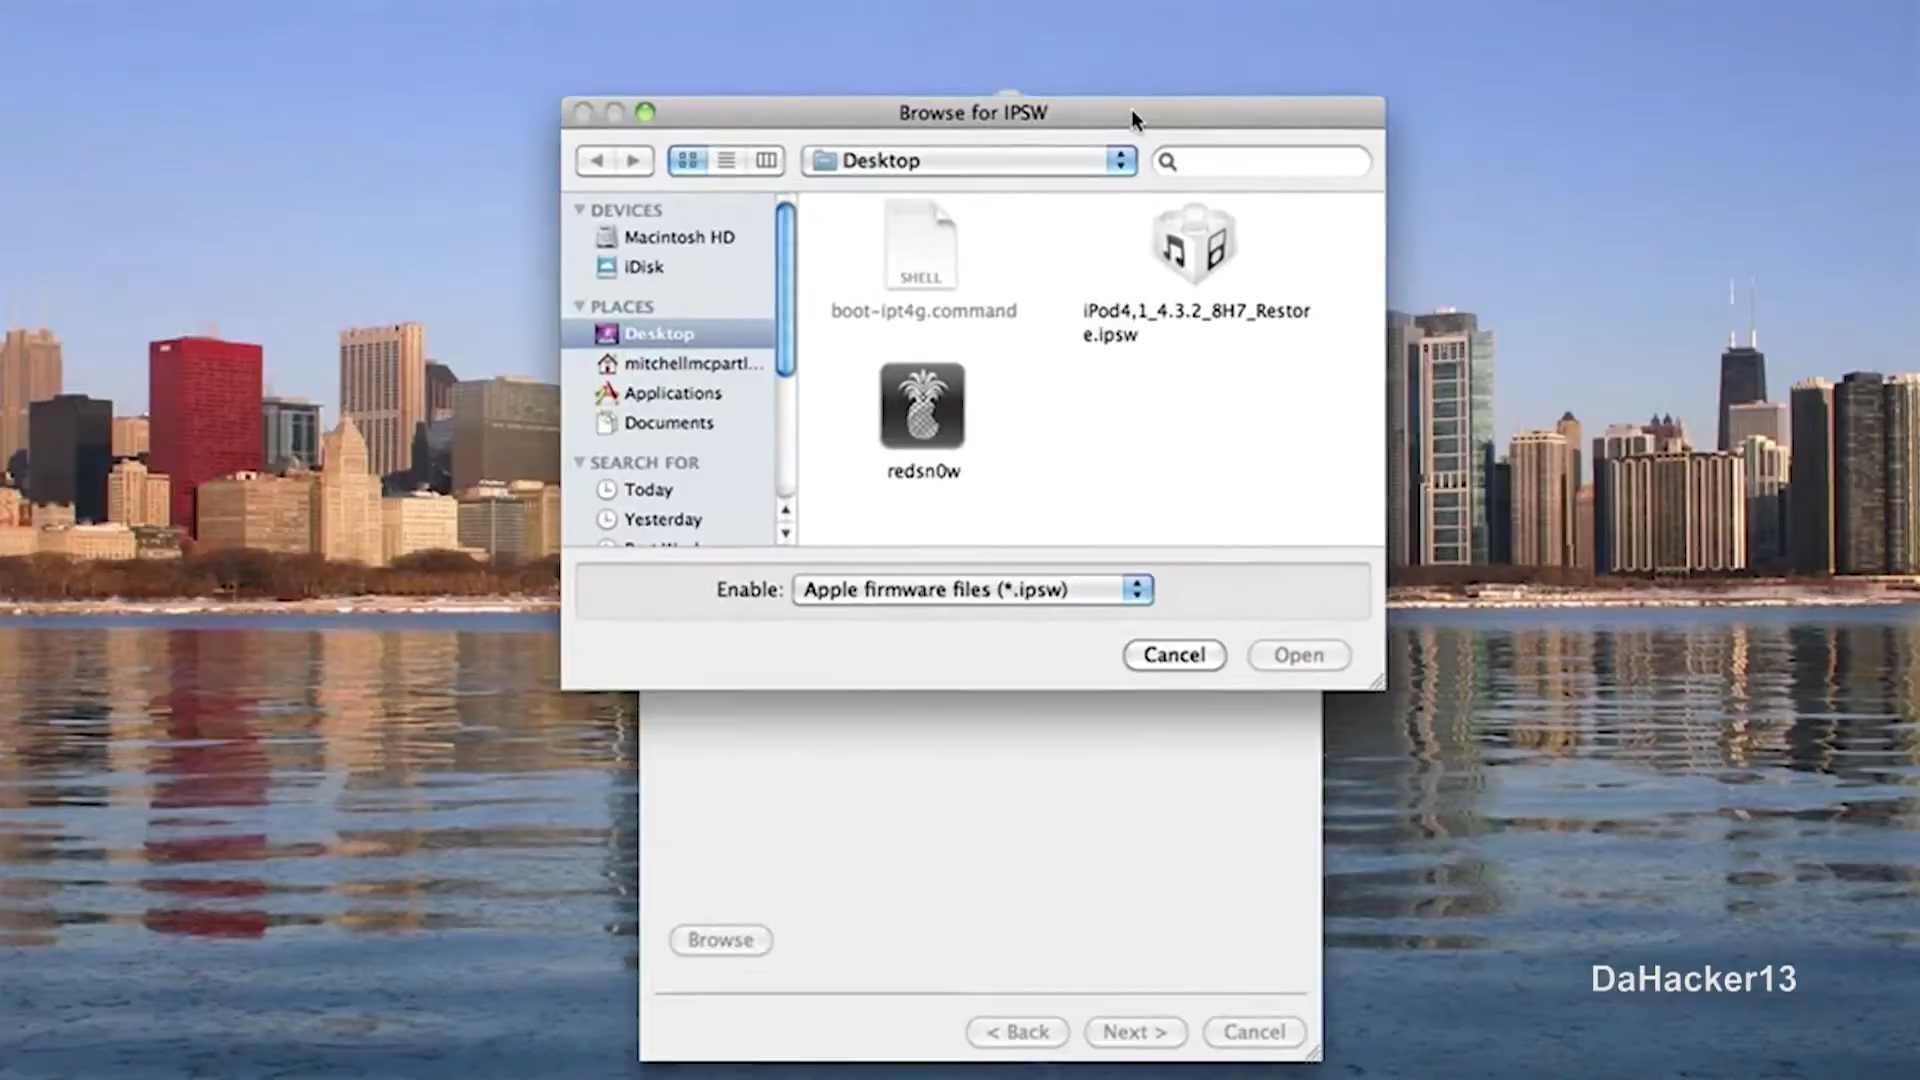 Browse for IPSW
Desktop
DEVICES
Macintosh HD
iDisk
PLACES
Desktop
mitchellmcpartl...
Applications
Documents
SEARCH FOR
Today
Yesterday
SHELL
boot-ipt4g.command
iPod4,1_4.3.2_8H7_Restor
e.ipsw
redsn0w
Enable: Apple firmware files (*.ipsw)
Cancel Open
Browse
DaHacker13
< Back Next > Cancel